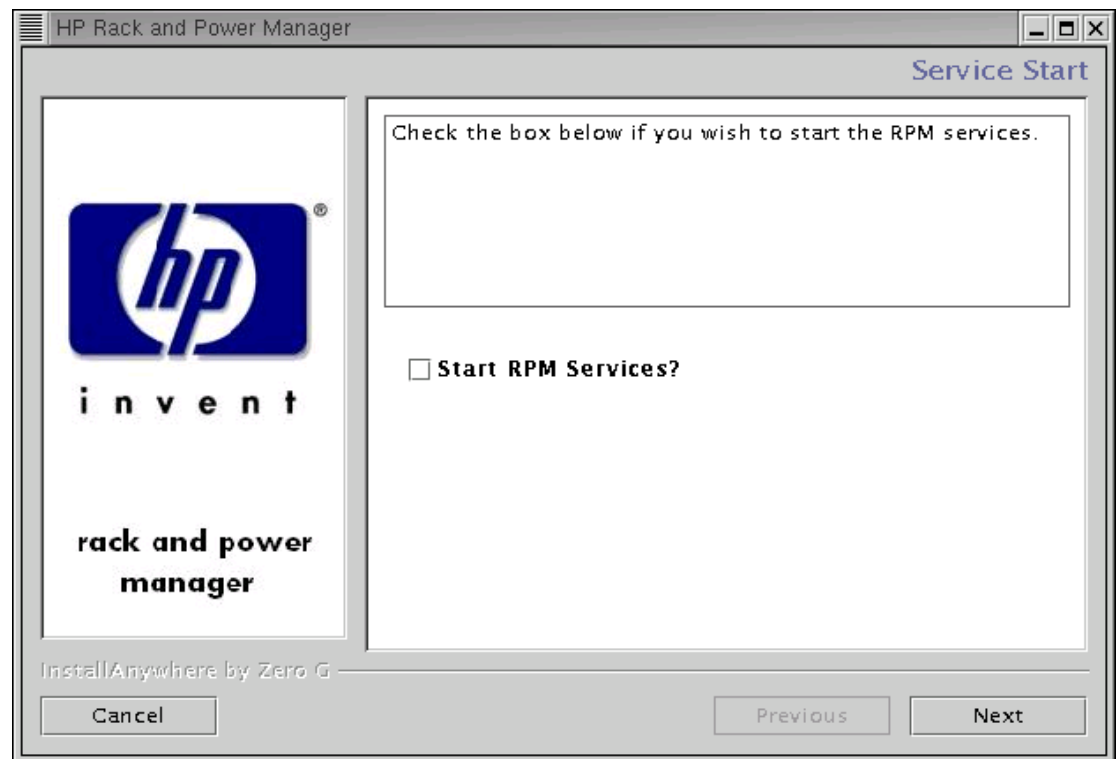 HP Rack and Power Manager
Service Start
hp
®
i n v e n t
rack and power
manager
Check the box below if you wish to start the RPM services.
Start RPM Services?
InstallAnywhere by Zero G
Cancel
Previous
Next